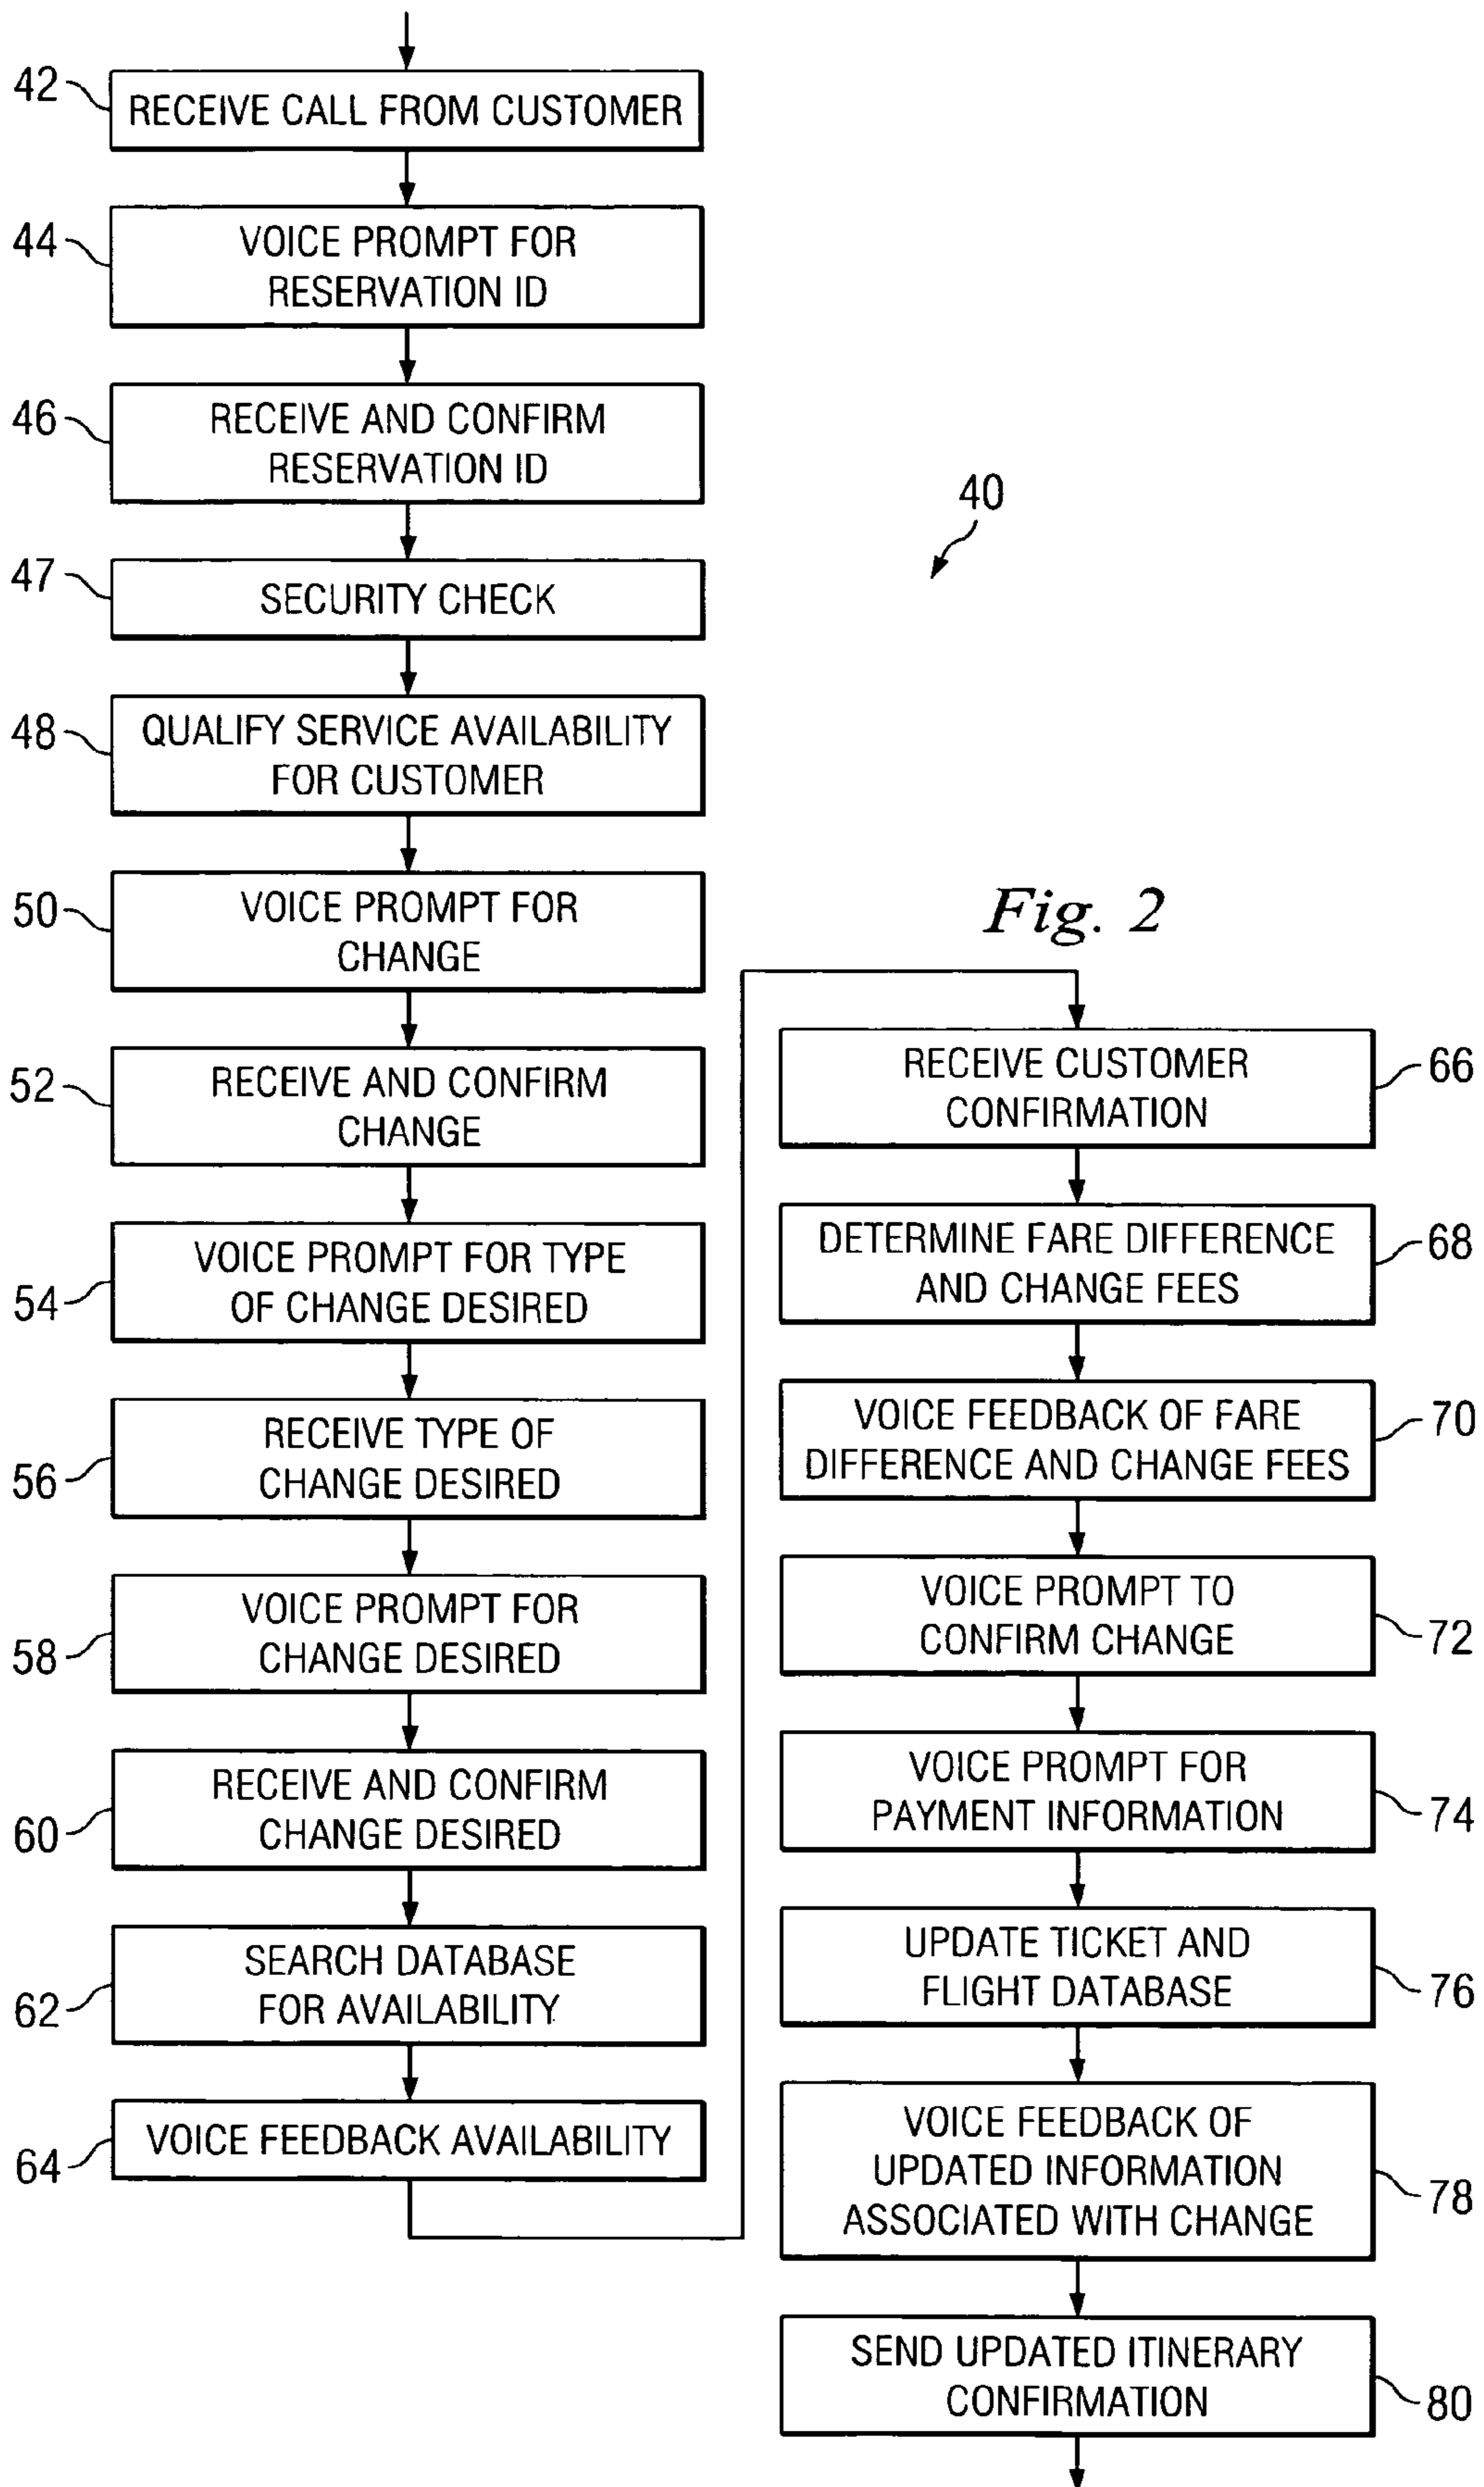 42
RECEIVE CALL FROM CUSTOMER
44
VOICE PROMPT FOR
RESERVATION ID
46
RECEIVE AND CONFIRM
RESERVATION ID
47
SECURITY CHECK
48
QUALIFY SERVICE AVAILABILITY
FOR CUSTOMER
50
VOICE PROMPT FOR
CHANGE
52
RECEIVE AND CONFIRM
CHANGE
54
VOICE PROMPT FOR TYPE
OF CHANGE DESIRED
56
RECEIVE TYPE OF
CHANGE DESIRED
58
VOICE PROMPT FOR
CHANGE DESIRED
60
RECEIVE AND CONFIRM
CHANGE DESIRED
62
SEARCH DATABASE
FOR AVAILABILITY
64
VOICE FEEDBACK AVAILABILITY
40
Fig. 2
RECEIVE CUSTOMER
CONFIRMATION
66
DETERMINE FARE DIFFERENCE
AND CHANGE FEES
68
VOICE FEEDBACK OF FARE
DIFFERENCE AND CHANGE FEES
70
VOICE PROMPT TO
CONFIRM CHANGE
72
VOICE PROMPT FOR
PAYMENT INFORMATION
74
UPDATE TICKET AND
FLIGHT DATABASE
76
VOICE FEEDBACK OF
UPDATED INFORMATION
ASSOCIATED WITH CHANGE
78
SEND UPDATED ITINERARY
CONFIRMATION
80